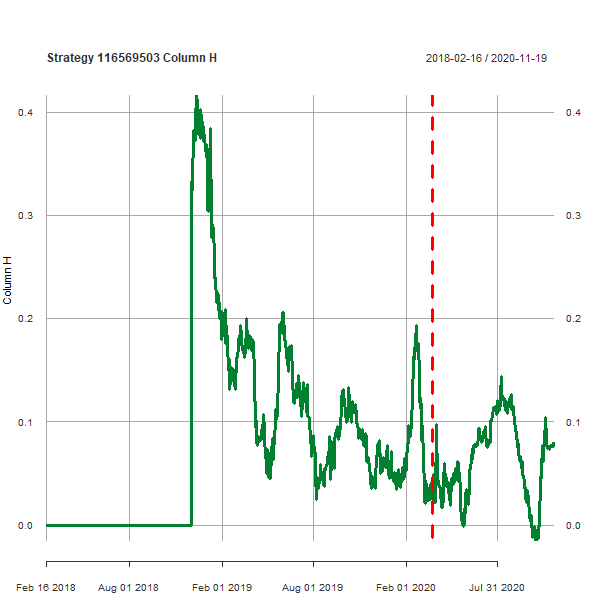 Strategy 116569503 Column H
2018-02-16 / 2020-11-19
0.4 0.4
0.3 0.3
Column H
0.2 0.2
0.1 0.1
0.0 0.0
Feb 16 2018 Aug 01 2018 Feb 01 2019 Aug 01 2019 Feb 01 2020 Jul 31 2020